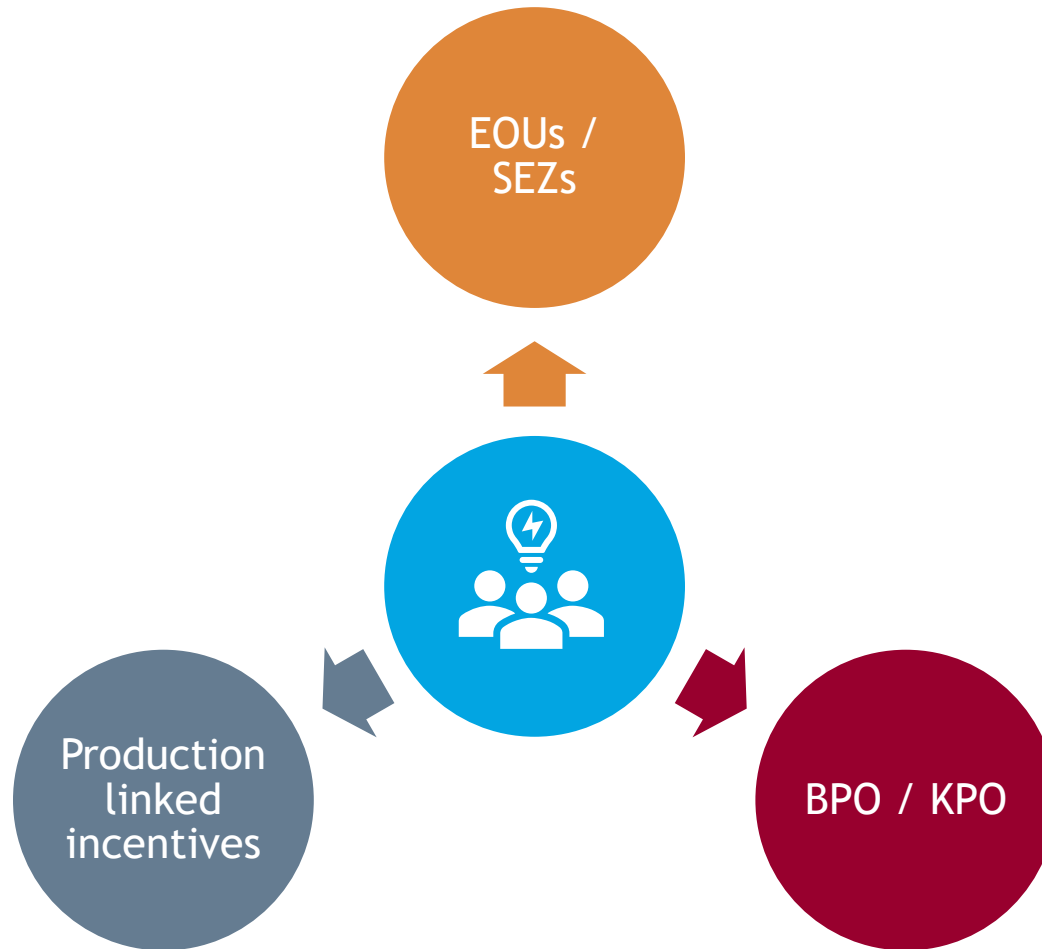 EOUs /
SEZs
Production
linked
incentives
BPO / KPO